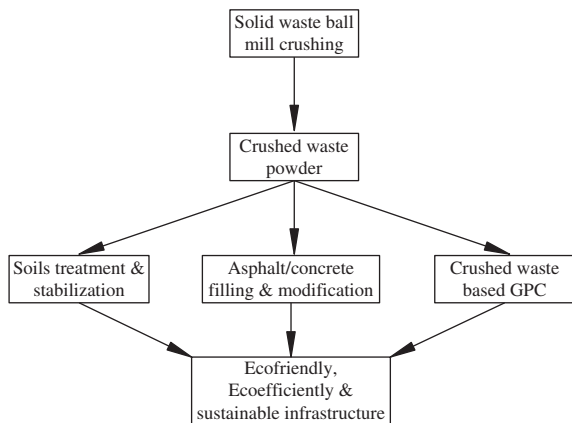 Solid waste ball
mill crushing
Crushed waste
powder
Soils treatment &
stabilization
Asphalt/concrete
filling & modification
Crushed waste
based GPC
Ecofriendly,
Ecoefficiently &
sustainable infrastructure